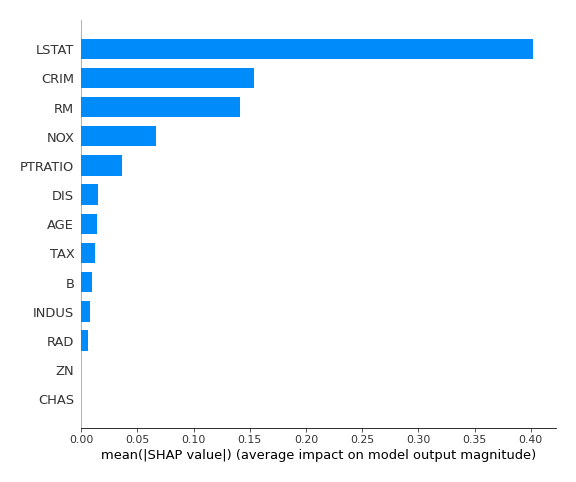 LSTAT
CRIM
RM
NOX
PTRATIO
DIS
AGE
TAX
B
INDUS
RAD
ZN
CHAS
0.00 0.05 0.10 0.15 0.20 0.25 0.30 0.35 0.40
mean(|SHAP value|) (average impact on model output magnitude)